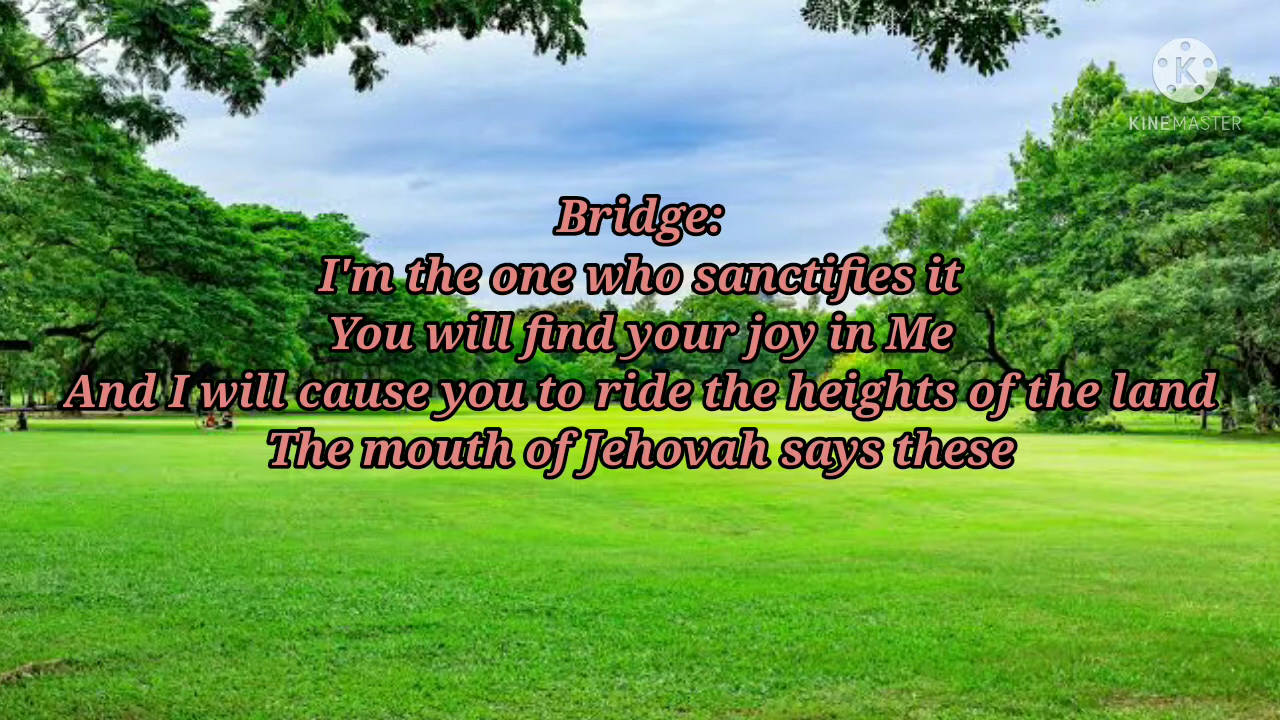 K
KINEMASTER
Bridge:
I'm the one who sanctifies it
You will find your joy in Me
And I will cause you to ride the heights of the land
The mouth of Jehovah says these